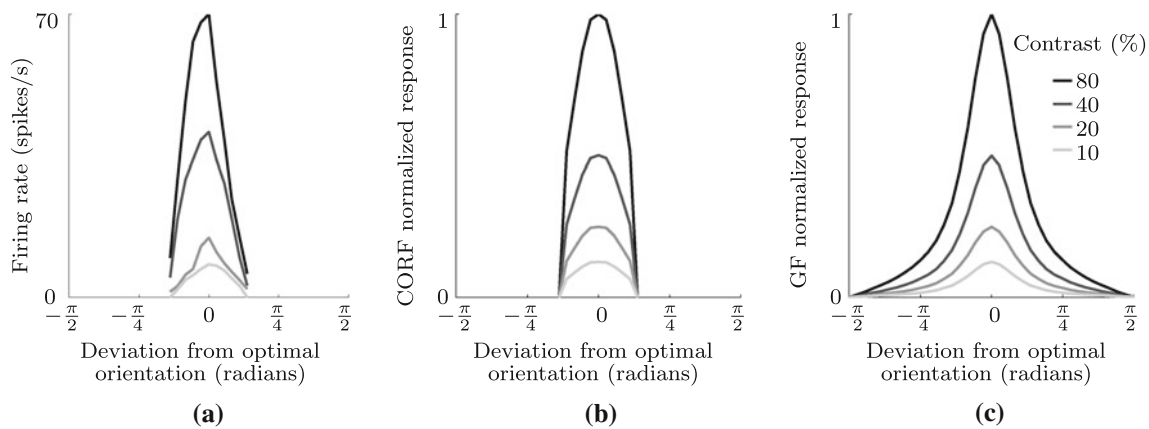 70
Firing rate (spikes/s)
0
−π/2 −π/4 0 π/4 π/2
Deviation from optimal
orientation (radians)
(a)
1
CORF normalized response
0
−π/2 −π/4 0 π/4 π/2
Deviation from optimal
orientation (radians)
(b)
1
GF normalized response
0
Contrast (%)
80
40
20
10
−π/2 −π/4 0 π/4 π/2
Deviation from optimal
orientation (radians)
(c)